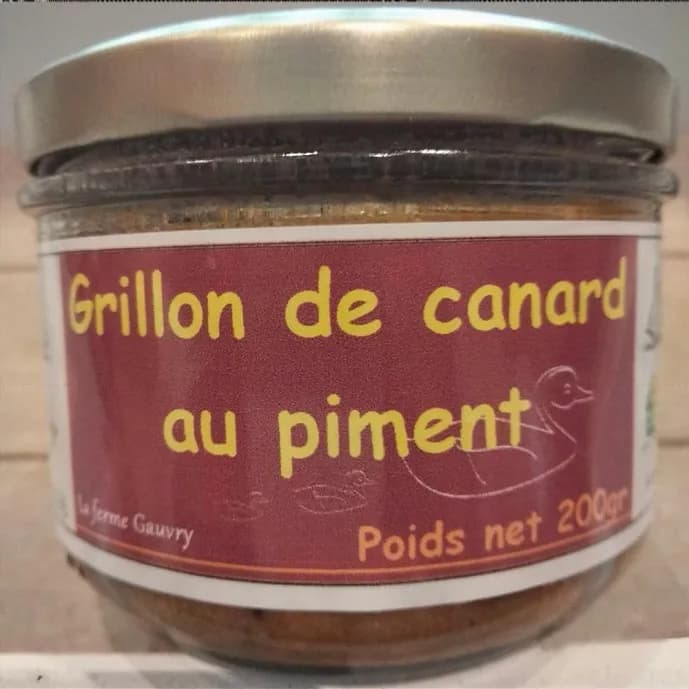 Grillon de canard
au piment
La ferme Gauvry
Poids net 200gr